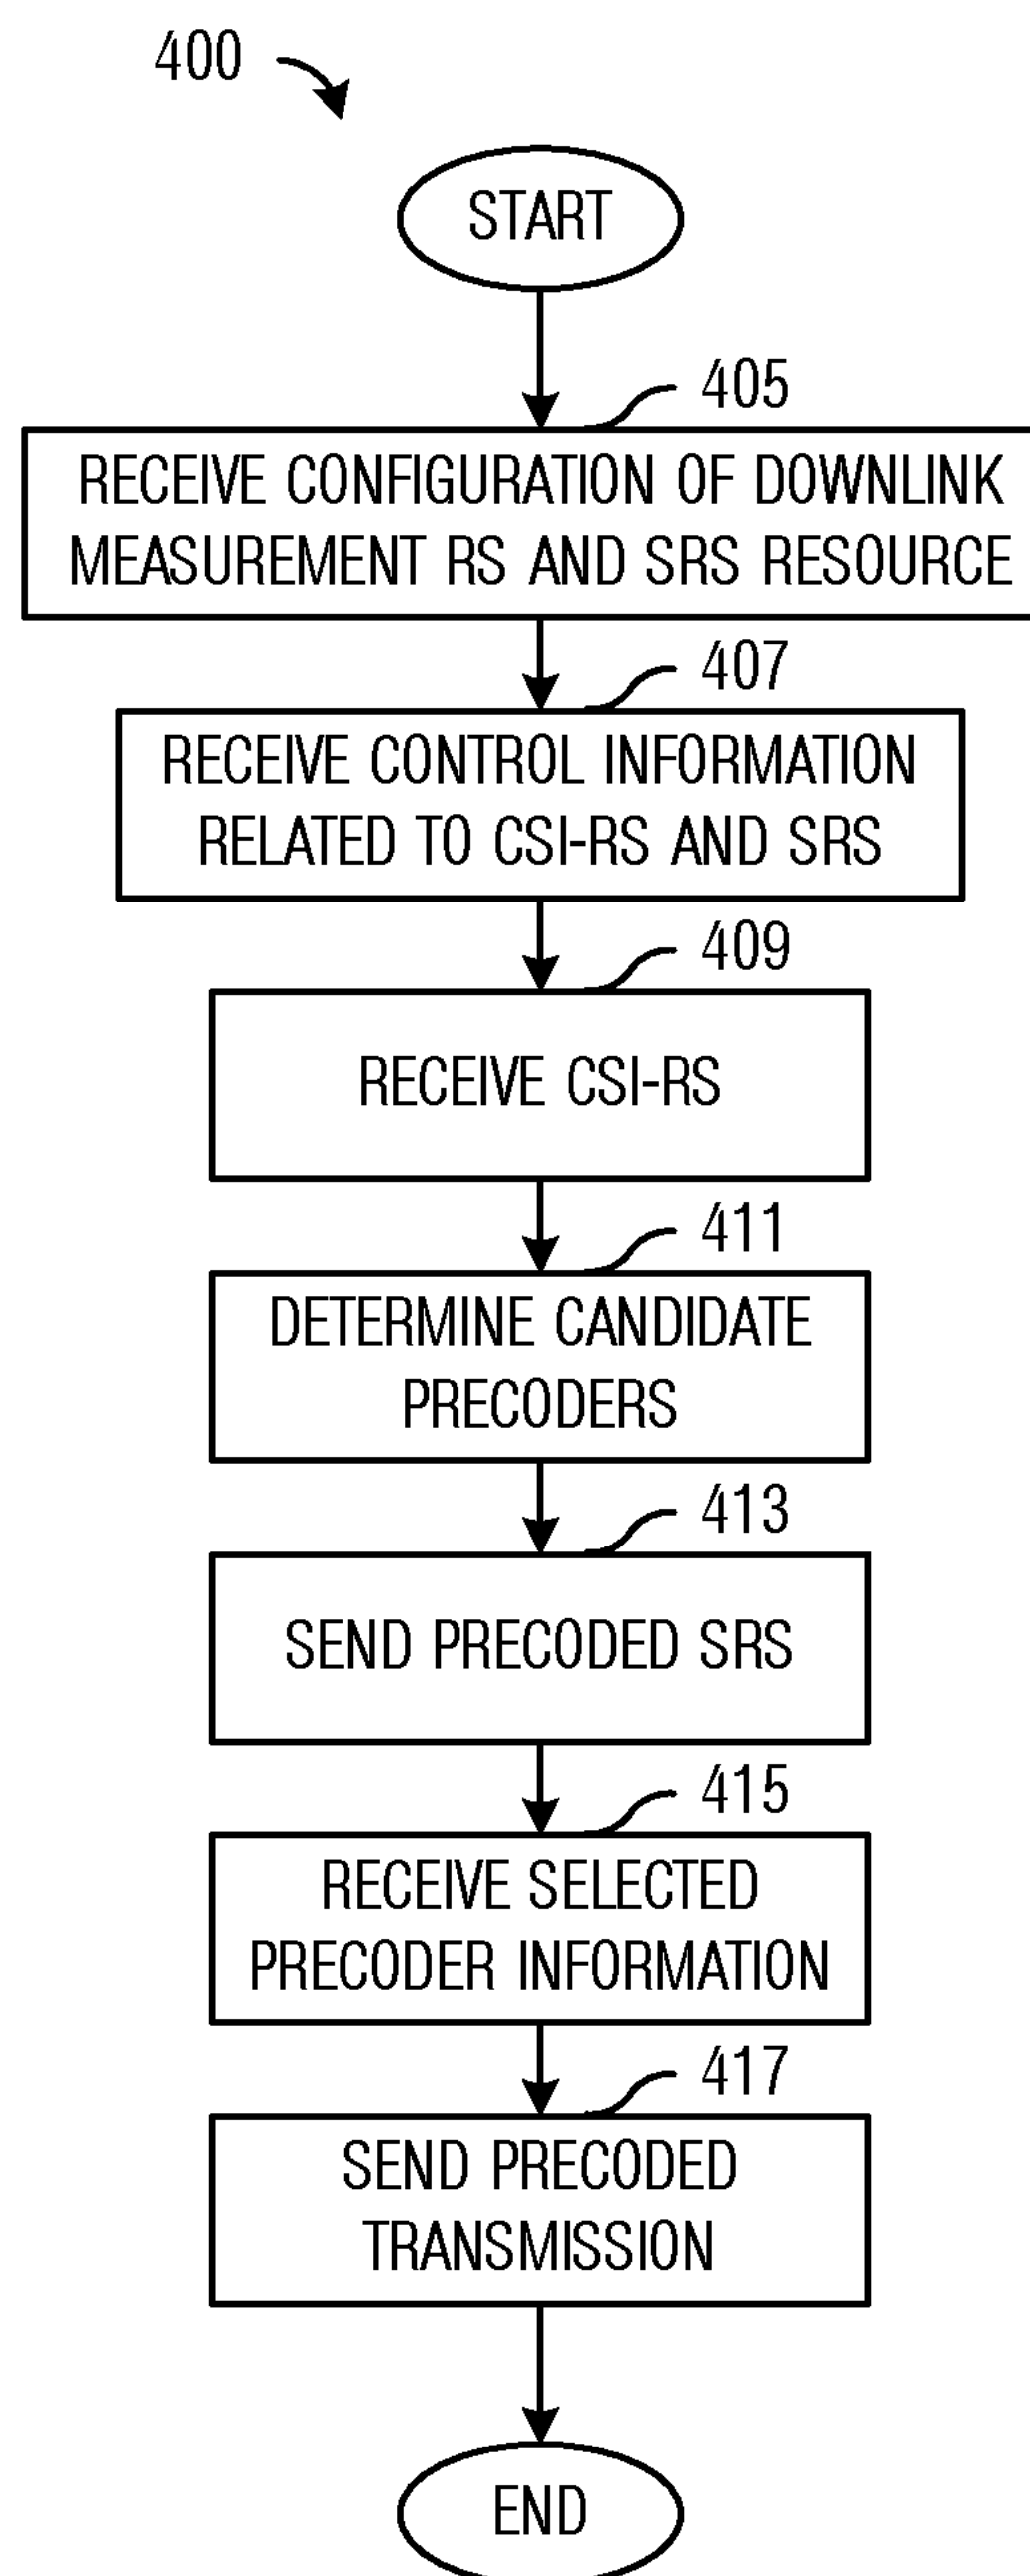 400
START
405
RECEIVE CONFIGURATION OF DOWNLINK
MEASUREMENT RS AND SRS RESOURCE
407
RECEIVE CONTROL INFORMATION
RELATED TO CSI-RS AND SRS
409
RECEIVE CSI-RS
411
DETERMINE CANDIDATE
PRECODERS
413
SEND PRECODED SRS
415
RECEIVE SELECTED
PRECODER INFORMATION
417
SEND PRECODED
TRANSMISSION
END